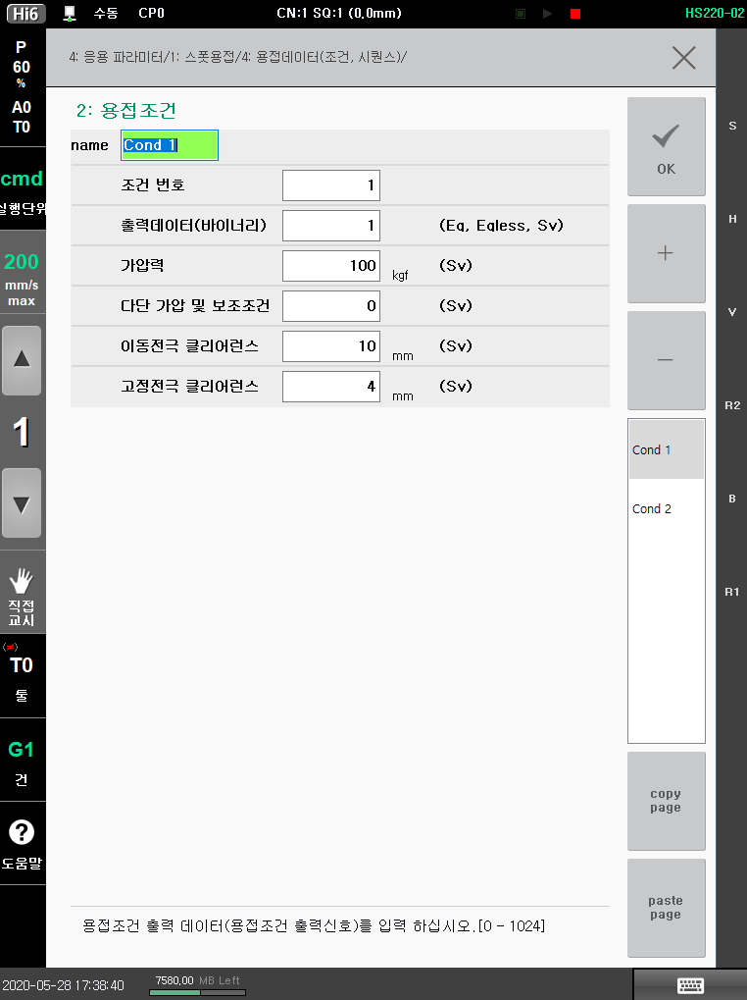 Hi6 수동 CP0 CN:1 SQ:1 (0,0mm) HS220-02
P
60
%
A0
T0
cmd
실행단위
200
mm/s
max
1
직접
교시
(≠)
T0
툴
G1
건
?
도움말
4: 응용 파라미터/1: 스폿용접/4: 용접데이터(조건, 시퀀스)/
2: 용접조건
name Cond 1
조건 번호 1
출력데이터(바이너리) 1 (Eq, Eqless, Sv)
가압력 100 kgf (Sv)
다단 가압 및 보조조건 0 (Sv)
이동전극 클리어런스 10 mm (Sv)
고정전극 클리어런스 4 mm (Sv)
용접조건 출력 데이터(용접조건 출력신호)를 입력 하십시오.[0 - 1024]
OK
+
−
Cond 1
Cond 2
copy
page
paste
page
S
H
V
R2
B
R1
2020-05-28 17:38:40 7580,00 MB Left